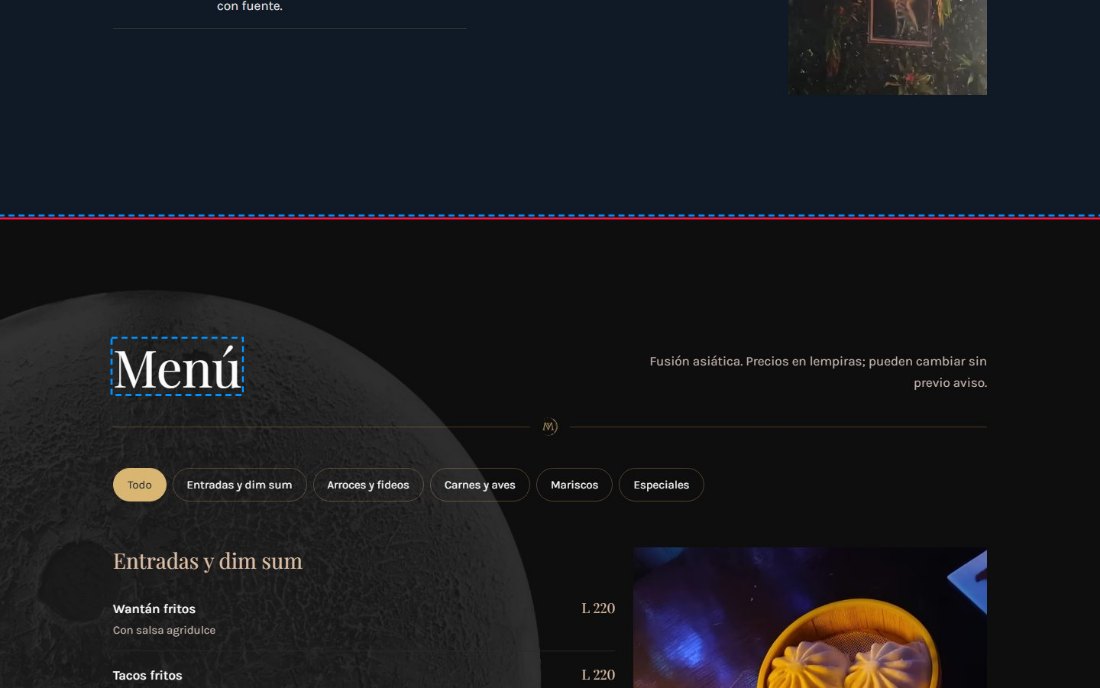 con fuente.
Menú
Fusión asiática. Precios en lempiras; pueden cambiar sin
previo aviso.
M
Todo
Entradas y dim sum
Arroces y fideos
Carnes y aves
Mariscos
Especiales
Entradas y dim sum
Wantán fritos
L 220
Con salsa agridulce
Tacos fritos
L 220